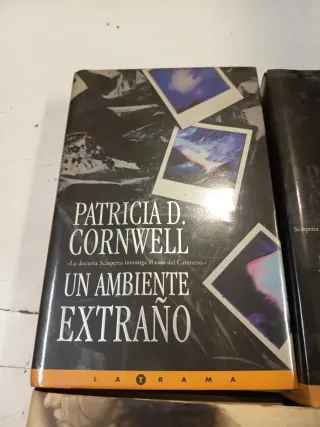 PATRICIA D.
CORNWELL
«La doctora Scarpetta investiga el caso del Carnicero.»
UN AMBIENTE
EXTRAÑO
LA TRAMA